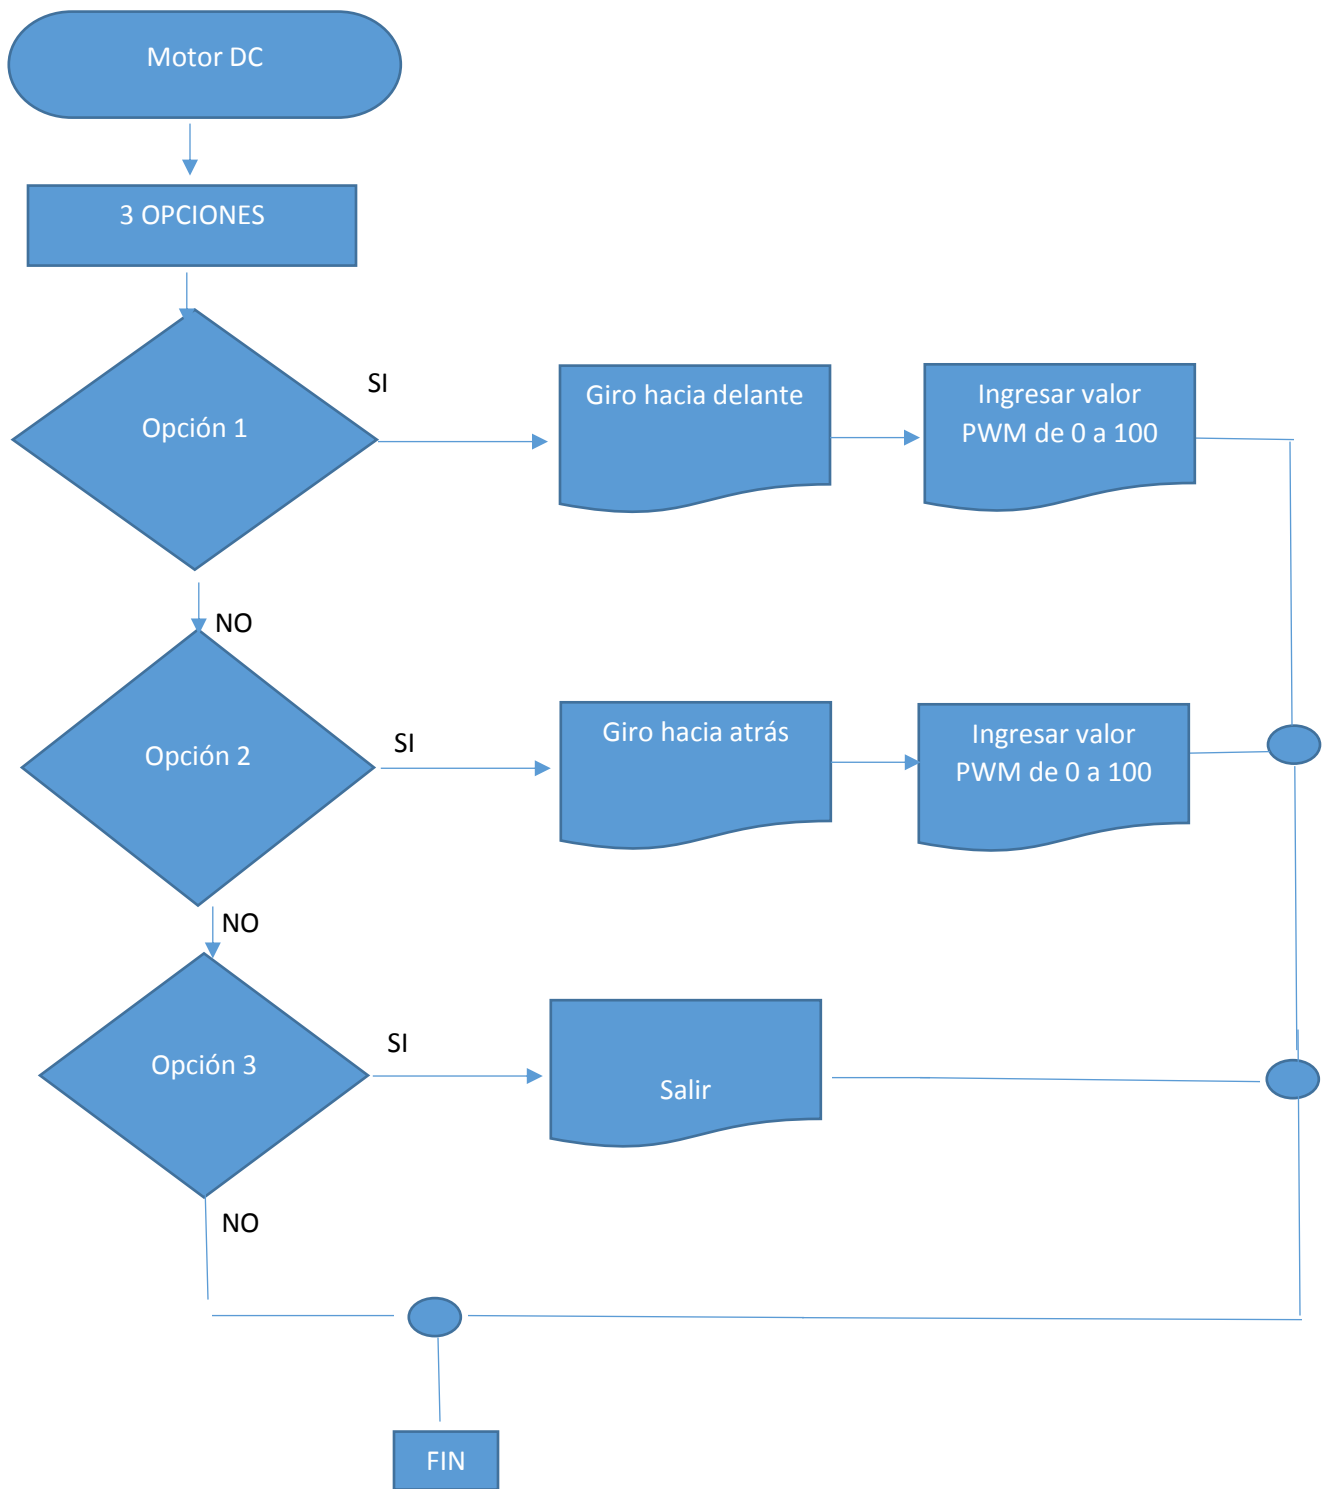 Motor DC
3 OPCIONES
Opción 1
SI
Giro hacia delante
Ingresar valor
PWM de 0 a 100
NO
Opción 2
SI
Giro hacia atrás
Ingresar valor
PWM de 0 a 100
NO
Opción 3
SI
Salir
NO
FIN